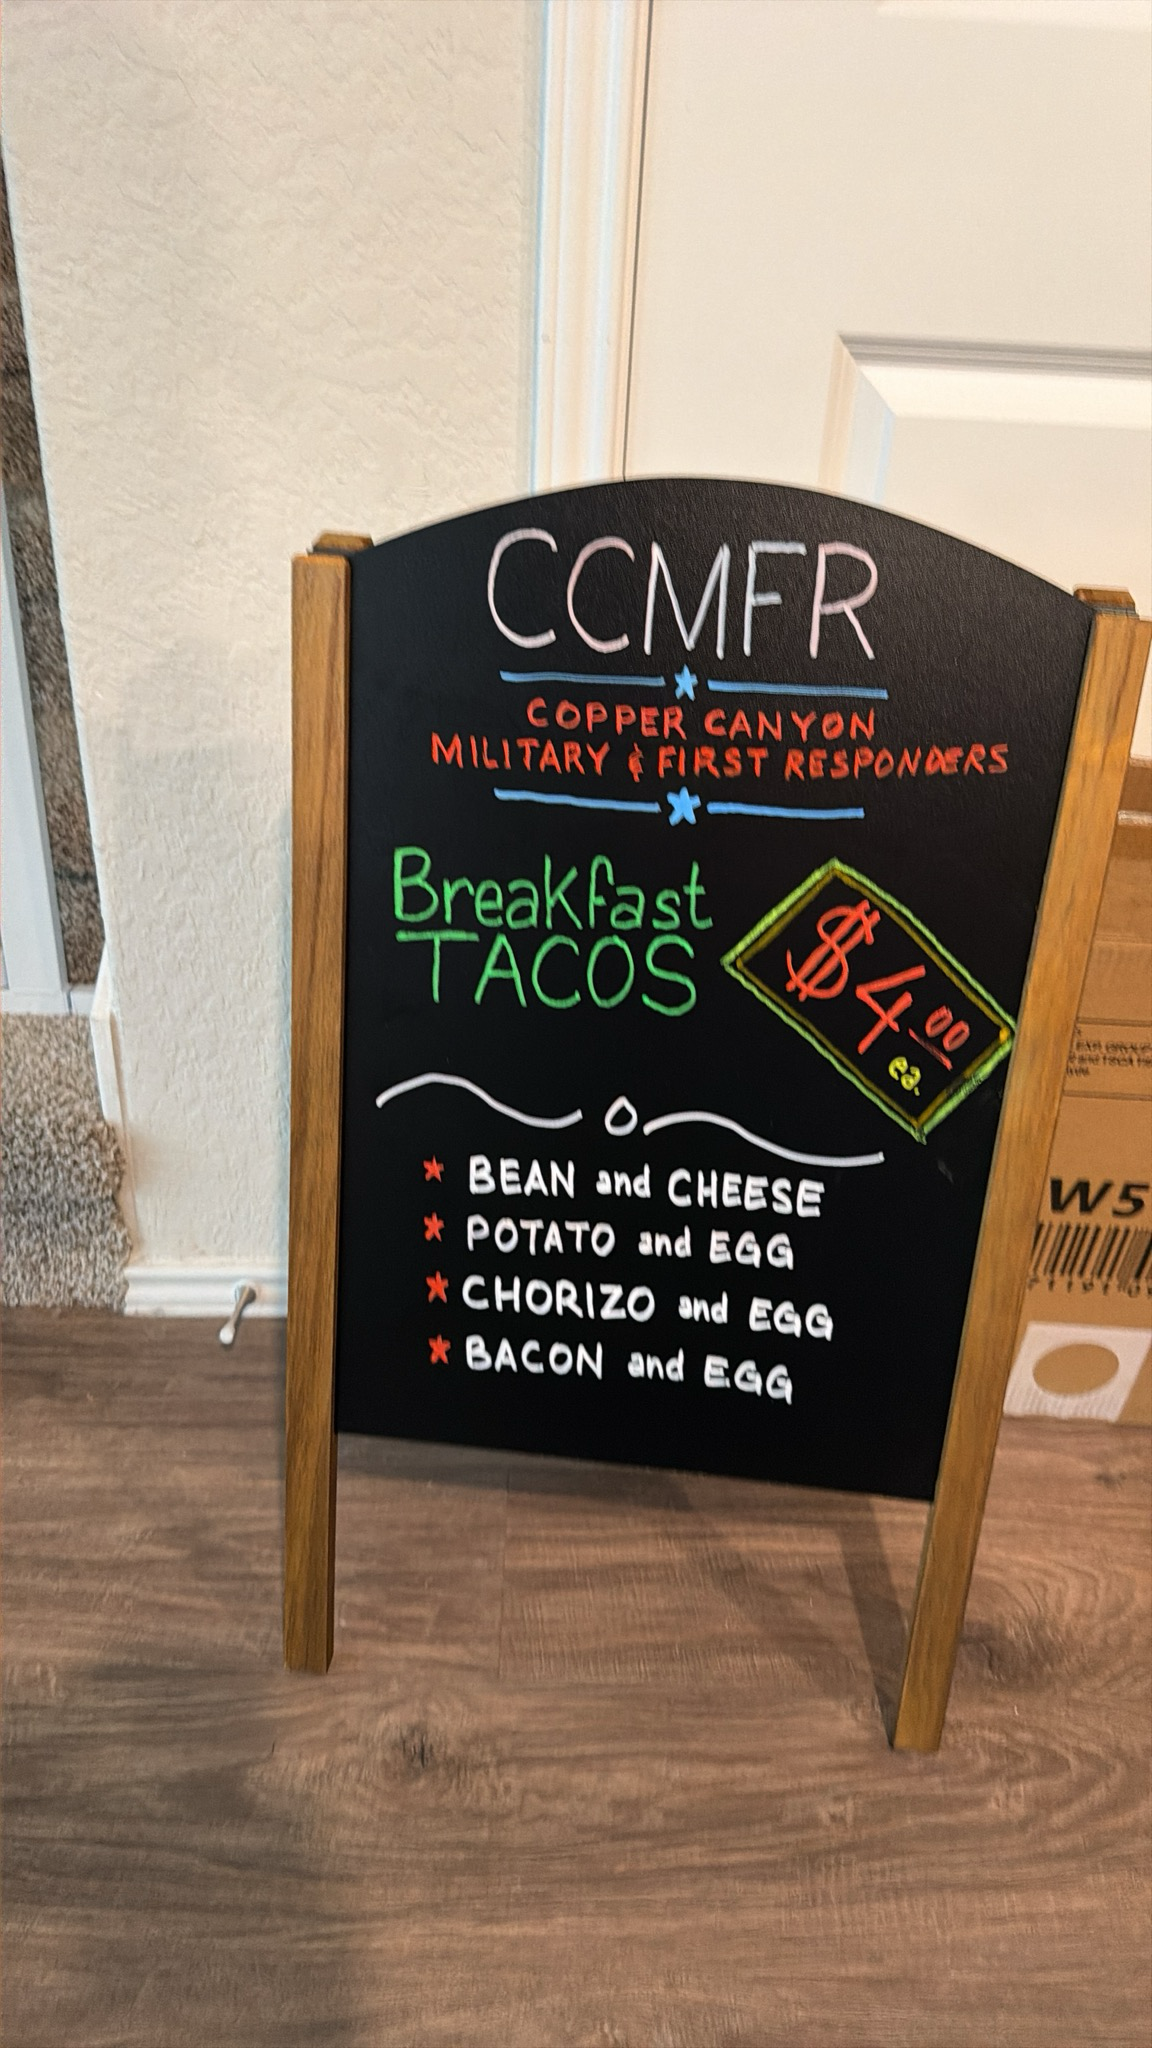 CCMFR
COPPER CANYON
MILITARY & FIRST RESPONDERS
Breakfast
TACOS
$4.00
ea.
BEAN and CHEESE
POTATO and EGG
CHORIZO and EGG
BACON and EGG
W5